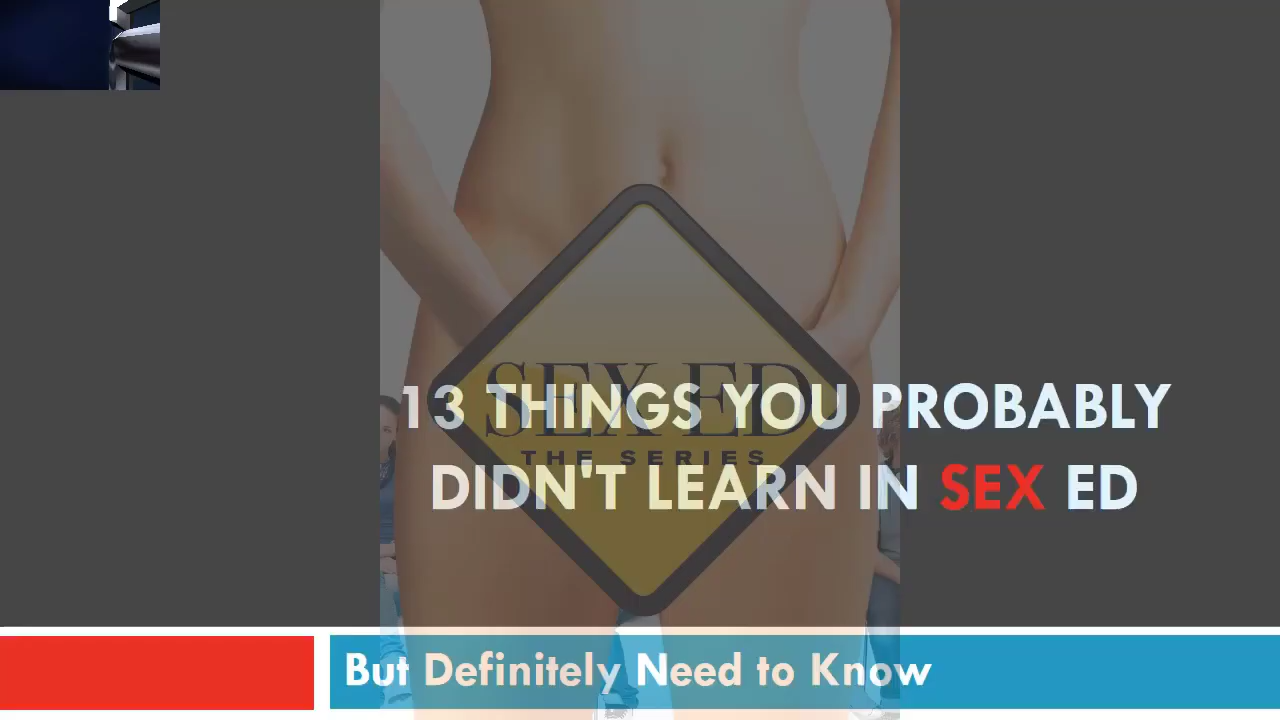 SEX ED
THE SERIES
13 THINGS YOU PROBABLY
DIDN'T LEARN IN SEX ED
But Definitely Need to Know